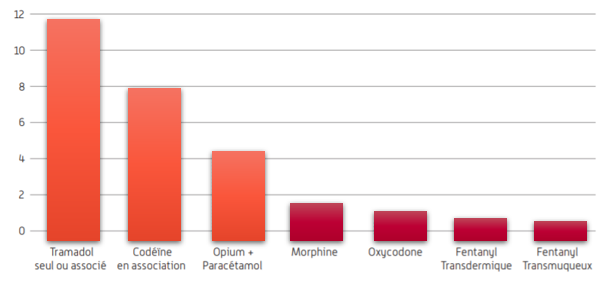 12
10
8
6
4
2
0
Tramadol
seul ou associé
Codéïne
en association
Opium +
Paracétamol
Morphine
Oxycodone
Fentanyl
Transdermique
Fentanyl
Transmuqueux